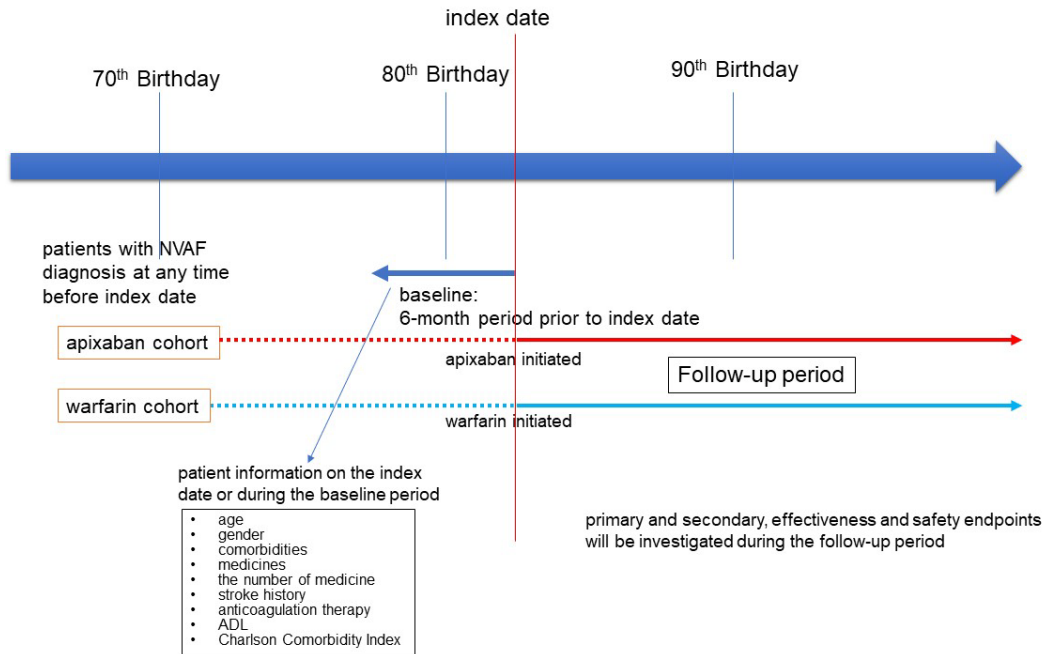 index date
70th Birthday
80th Birthday
90th Birthday
patients with NVAF
diagnosis at any time
before index date
baseline:
6-month period prior to index date
apixaban cohort
apixaban initiated
Follow-up period
warfarin cohort
warfarin initiated
patient information on the index
date or during the baseline period
• age
• gender
• comorbidities
• medicines
• the number of medicine
• stroke history
• anticoagulation therapy
• ADL
• Charlson Comorbidity Index
primary and secondary, effectiveness and safety endpoints
will be investigated during the follow-up period